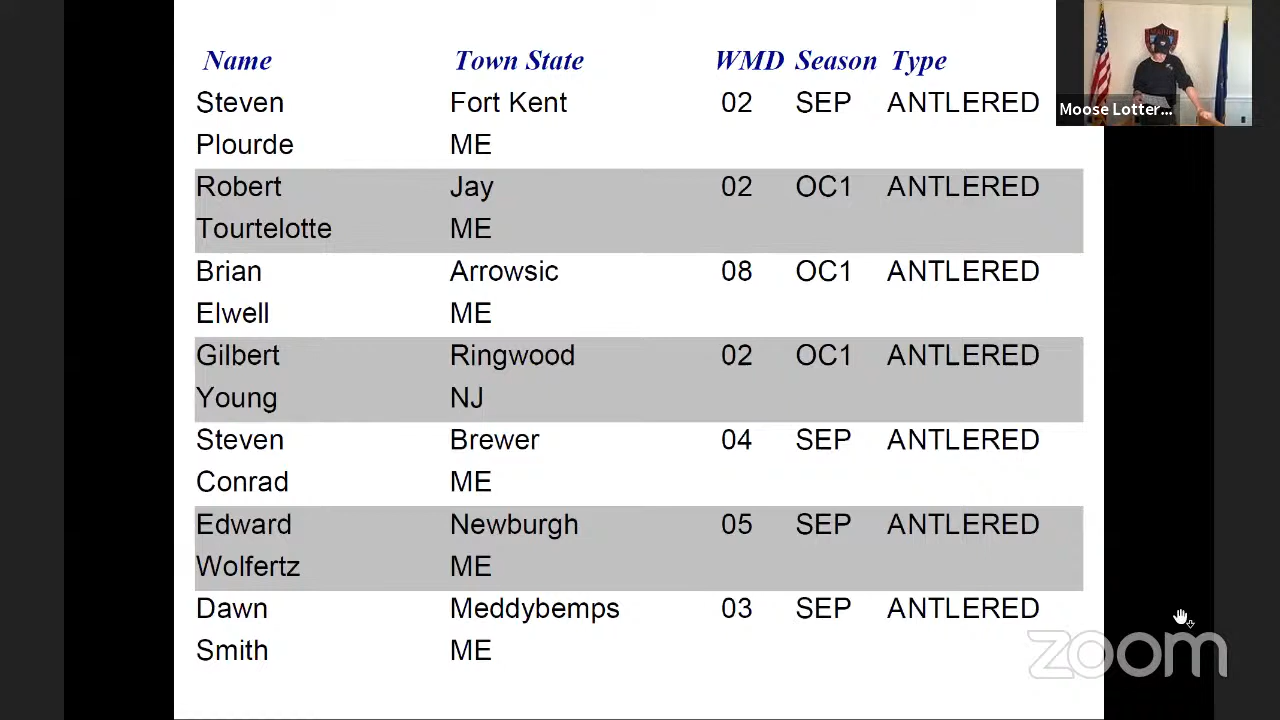 Name Town State WMD Season Type
Steven Fort Kent 02 SEP ANTLERED
Plourde ME
Robert Jay 02 OC1 ANTLERED
Tourtelotte ME
Brian Arrowsic 08 OC1 ANTLERED
Elwell ME
Gilbert Ringwood 02 OC1 ANTLERED
Young NJ
Steven Brewer 04 SEP ANTLERED
Conrad ME
Edward Newburgh 05 SEP ANTLERED
Wolfertz ME
Dawn Meddybemps 03 SEP ANTLERED
Smith ME
Moose Lotter...
zoom